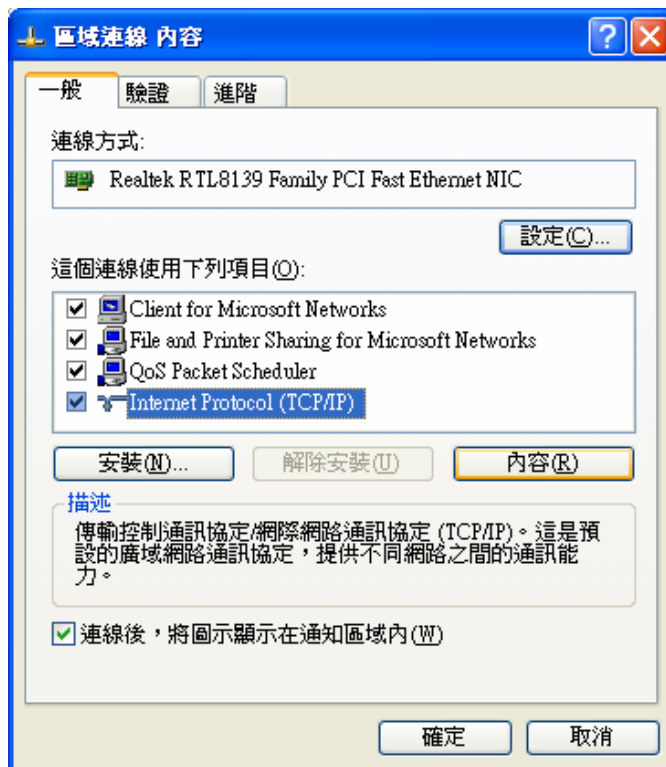 區域連線 內容
一般 驗證 進階
連線方式:
Realtek RTL8139 Family PCI Fast Ethernet NIC
設定(C)...
這個連線使用下列項目(O):
Client for Microsoft Networks
File and Printer Sharing for Microsoft Networks
QoS Packet Scheduler
Internet Protocol (TCP/IP)
安裝(N)... 解除安裝(U) 內容(R)
描述
傳輸控制通訊協定/網際網路通訊協定 (TCP/IP)。這是預
設的廣域網路通訊協定,提供不同網路之間的通訊能
力。
連線後,將圖示顯示在通知區域內(W)
確定 取消